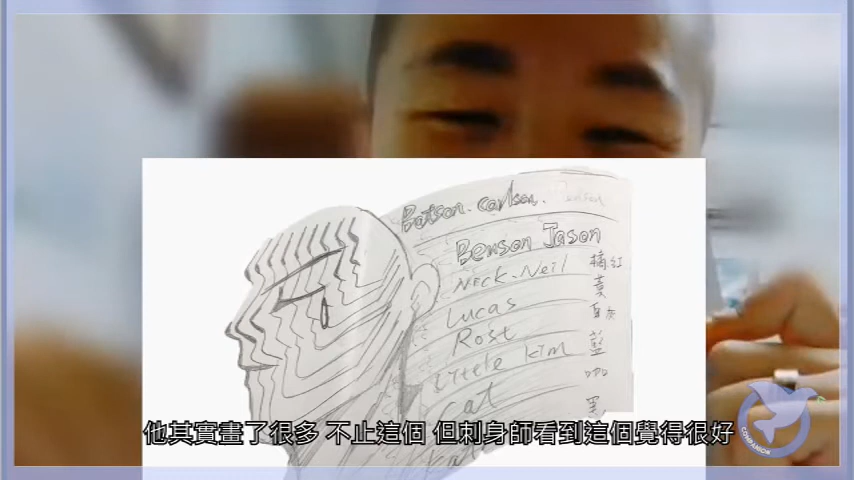 Batson. carlson.
Benson Jason
Nick. Neil 橘紅
黃
Lucas 白灰
Rost
藍
Little kim
咖
cat
黑
他其實畫了很多 不止這個 但刺身師看到這個覺得很好
COMPANION